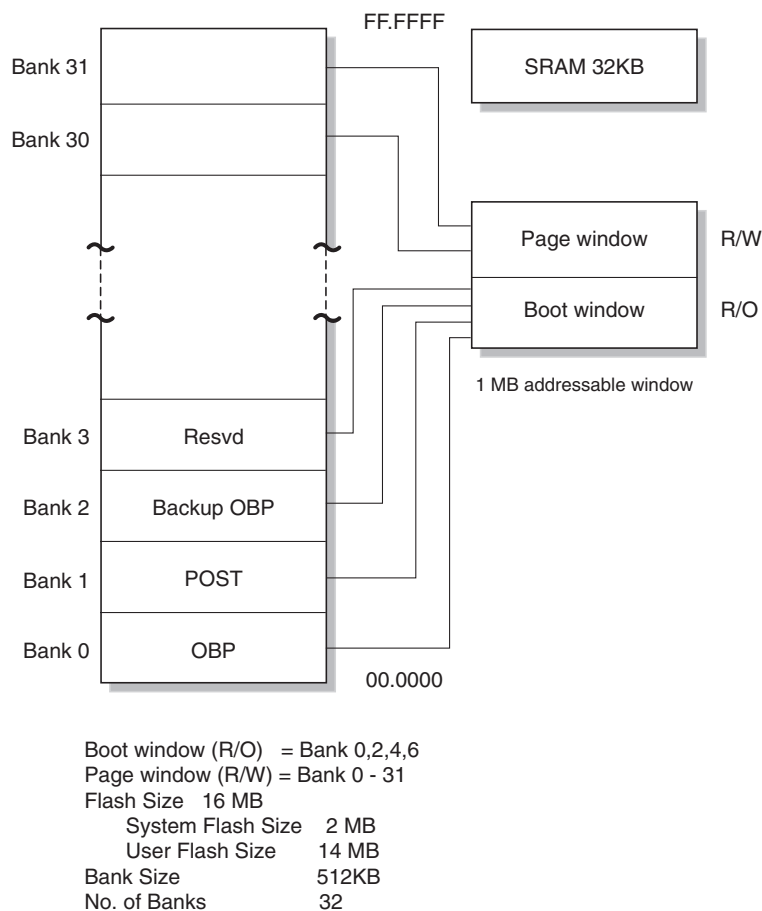 FF.FFFF
Bank 31
SRAM 32KB
Bank 30
Page window R/W
Boot window R/O
1 MB addressable window
Bank 3 Resvd
Bank 2 Backup OBP
Bank 1 POST
Bank 0 OBP
00.0000
Boot window (R/O) = Bank 0,2,4,6
Page window (R/W) = Bank 0 - 31
Flash Size 16 MB
System Flash Size 2 MB
User Flash Size 14 MB
Bank Size 512KB
No. of Banks 32